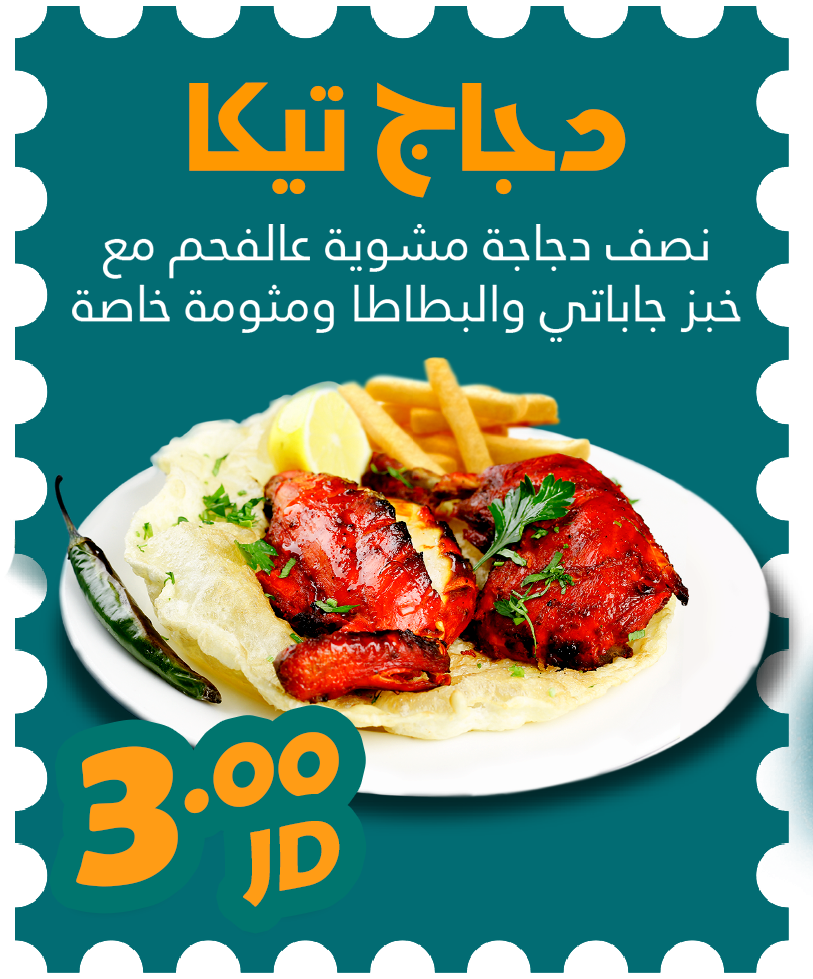 دجاج تيكا
نصف دجاجة مشوية عالفحم مع
خبز جاباتي والبطاطا ومثومة خاصة
3.00
JD